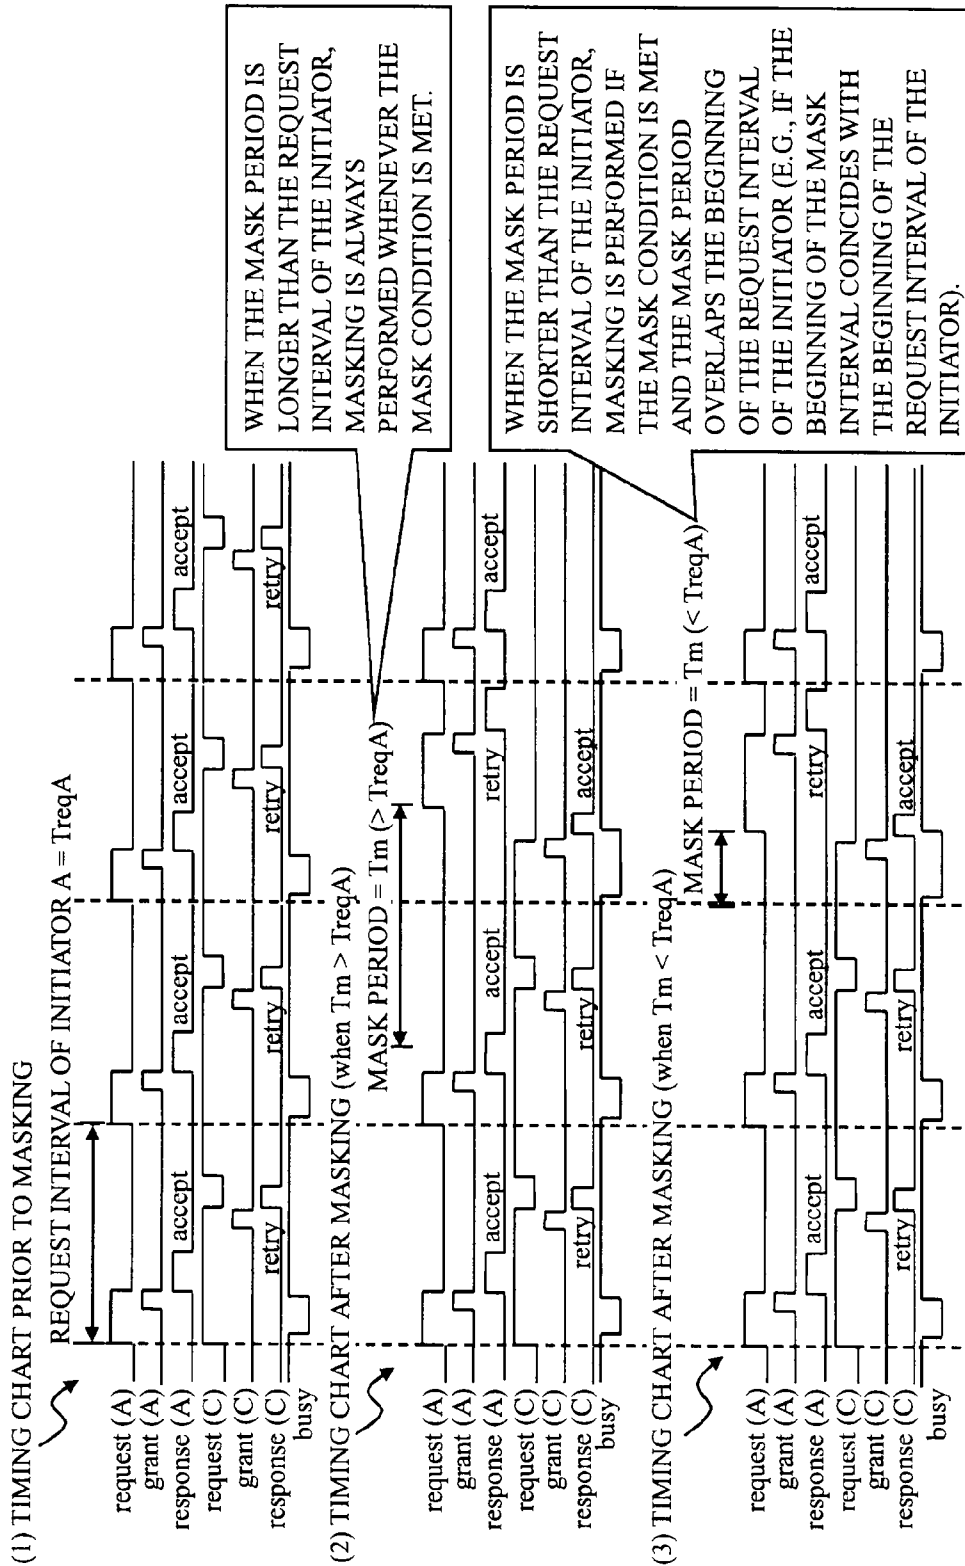 (1) TIMING CHART PRIOR TO MASKING
REQUEST INTERVAL OF INITIATOR A = TreqA
request (A)
grant (A)
response (A)
accept
accept
accept
accept
request (C)
grant (C)
response (C)
retry
retry
retry
retry
busy
(2) TIMING CHART AFTER MASKING (when Tm > TreqA)
MASK PERIOD = Tm (> TreqA)
request (A)
grant (A)
response (A)
accept
accept
retry
accept
request (C)
grant (C)
response (C)
retry
retry
accept
busy
WHEN THE MASK PERIOD IS
LONGER THAN THE REQUEST
INTERVAL OF THE INITIATOR,
MASKING IS ALWAYS
PERFORMED WHENEVER THE
MASK CONDITION IS MET.
(3) TIMING CHART AFTER MASKING (when Tm < TreqA)
MASK PERIOD = Tm (< TreqA)
request (A)
grant (A)
response (A)
accept
accept
retry
accept
request (C)
grant (C)
response (C)
retry
retry
accept
busy
WHEN THE MASK PERIOD IS
SHORTER THAN THE REQUEST
INTERVAL OF THE INITIATOR,
MASKING IS PERFORMED IF
THE MASK CONDITION IS MET
AND THE MASK PERIOD
OVERLAPS THE BEGINNING
OF THE REQUEST INTERVAL
OF THE INITIATOR (E.G., IF THE
BEGINNING OF THE MASK
INTERVAL COINCIDES WITH
THE BEGINNING OF THE
REQUEST INTERVAL OF THE
INITIATOR).